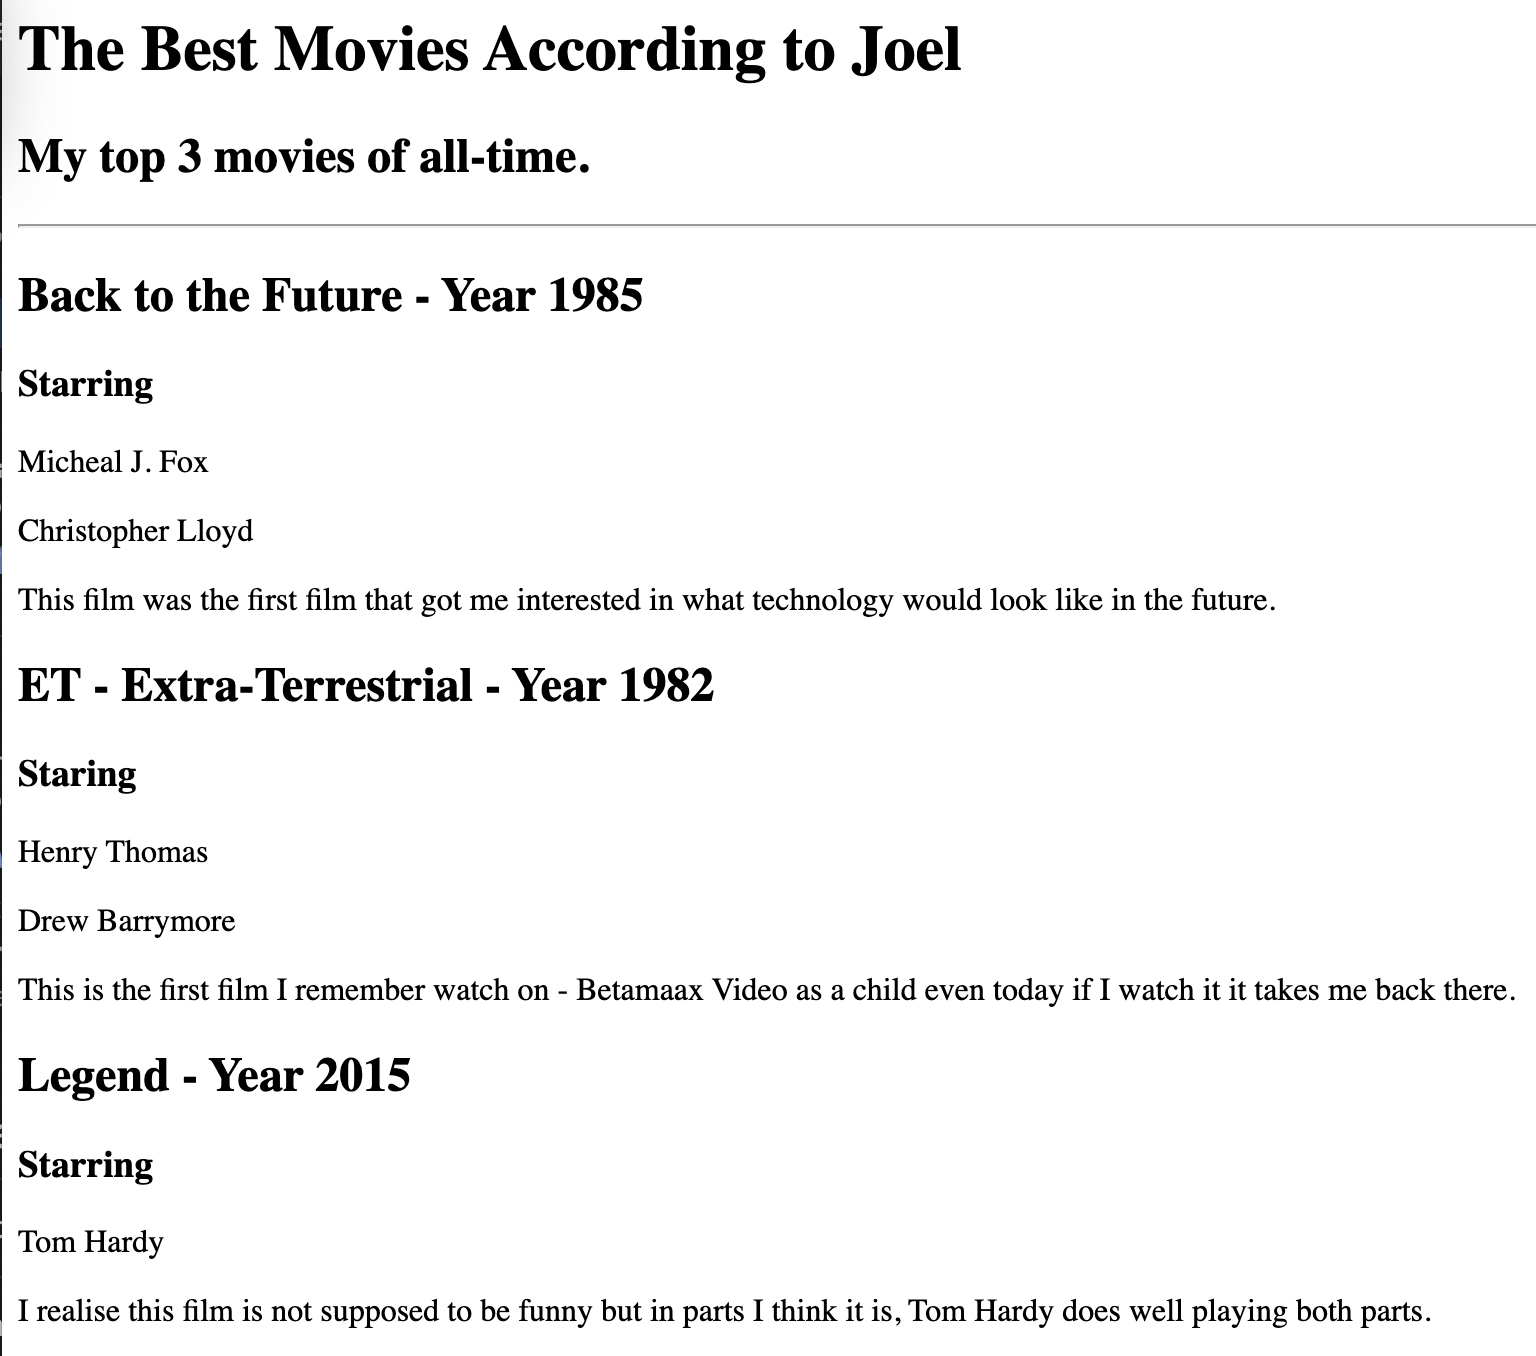 The Best Movies According to Joel
My top 3 movies of all-time.
Back to the Future - Year 1985
Starring
Micheal J. Fox
Christopher Lloyd
This film was the first film that got me interested in what technology would look like in the future.
ET - Extra-Terrestrial - Year 1982
Staring
Henry Thomas
Drew Barrymore
This is the first film I remember watch on - Betamaax Video as a child even today if I watch it it takes me back there.
Legend - Year 2015
Starring
Tom Hardy
I realise this film is not supposed to be funny but in parts I think it is, Tom Hardy does well playing both parts.